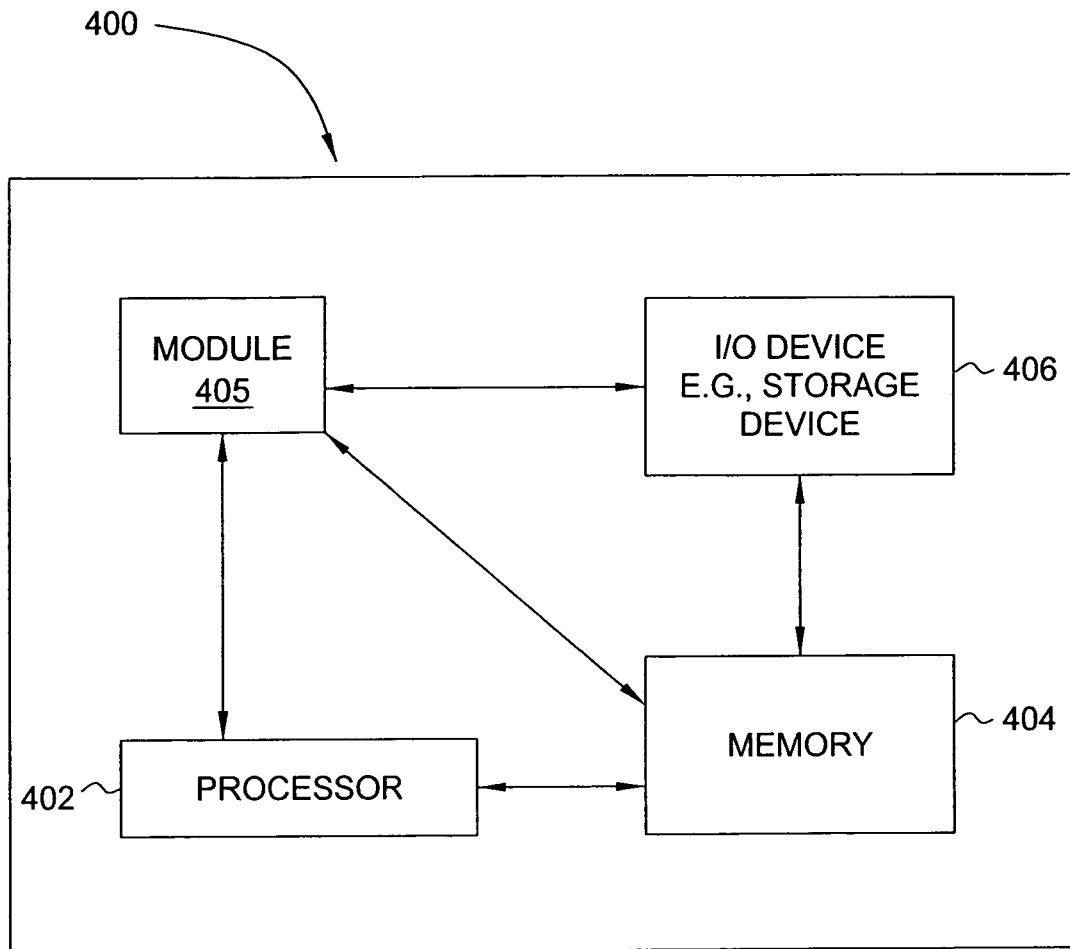 400
MODULE
405
I/O DEVICE
E.G., STORAGE
DEVICE
406
MEMORY
404
402
PROCESSOR